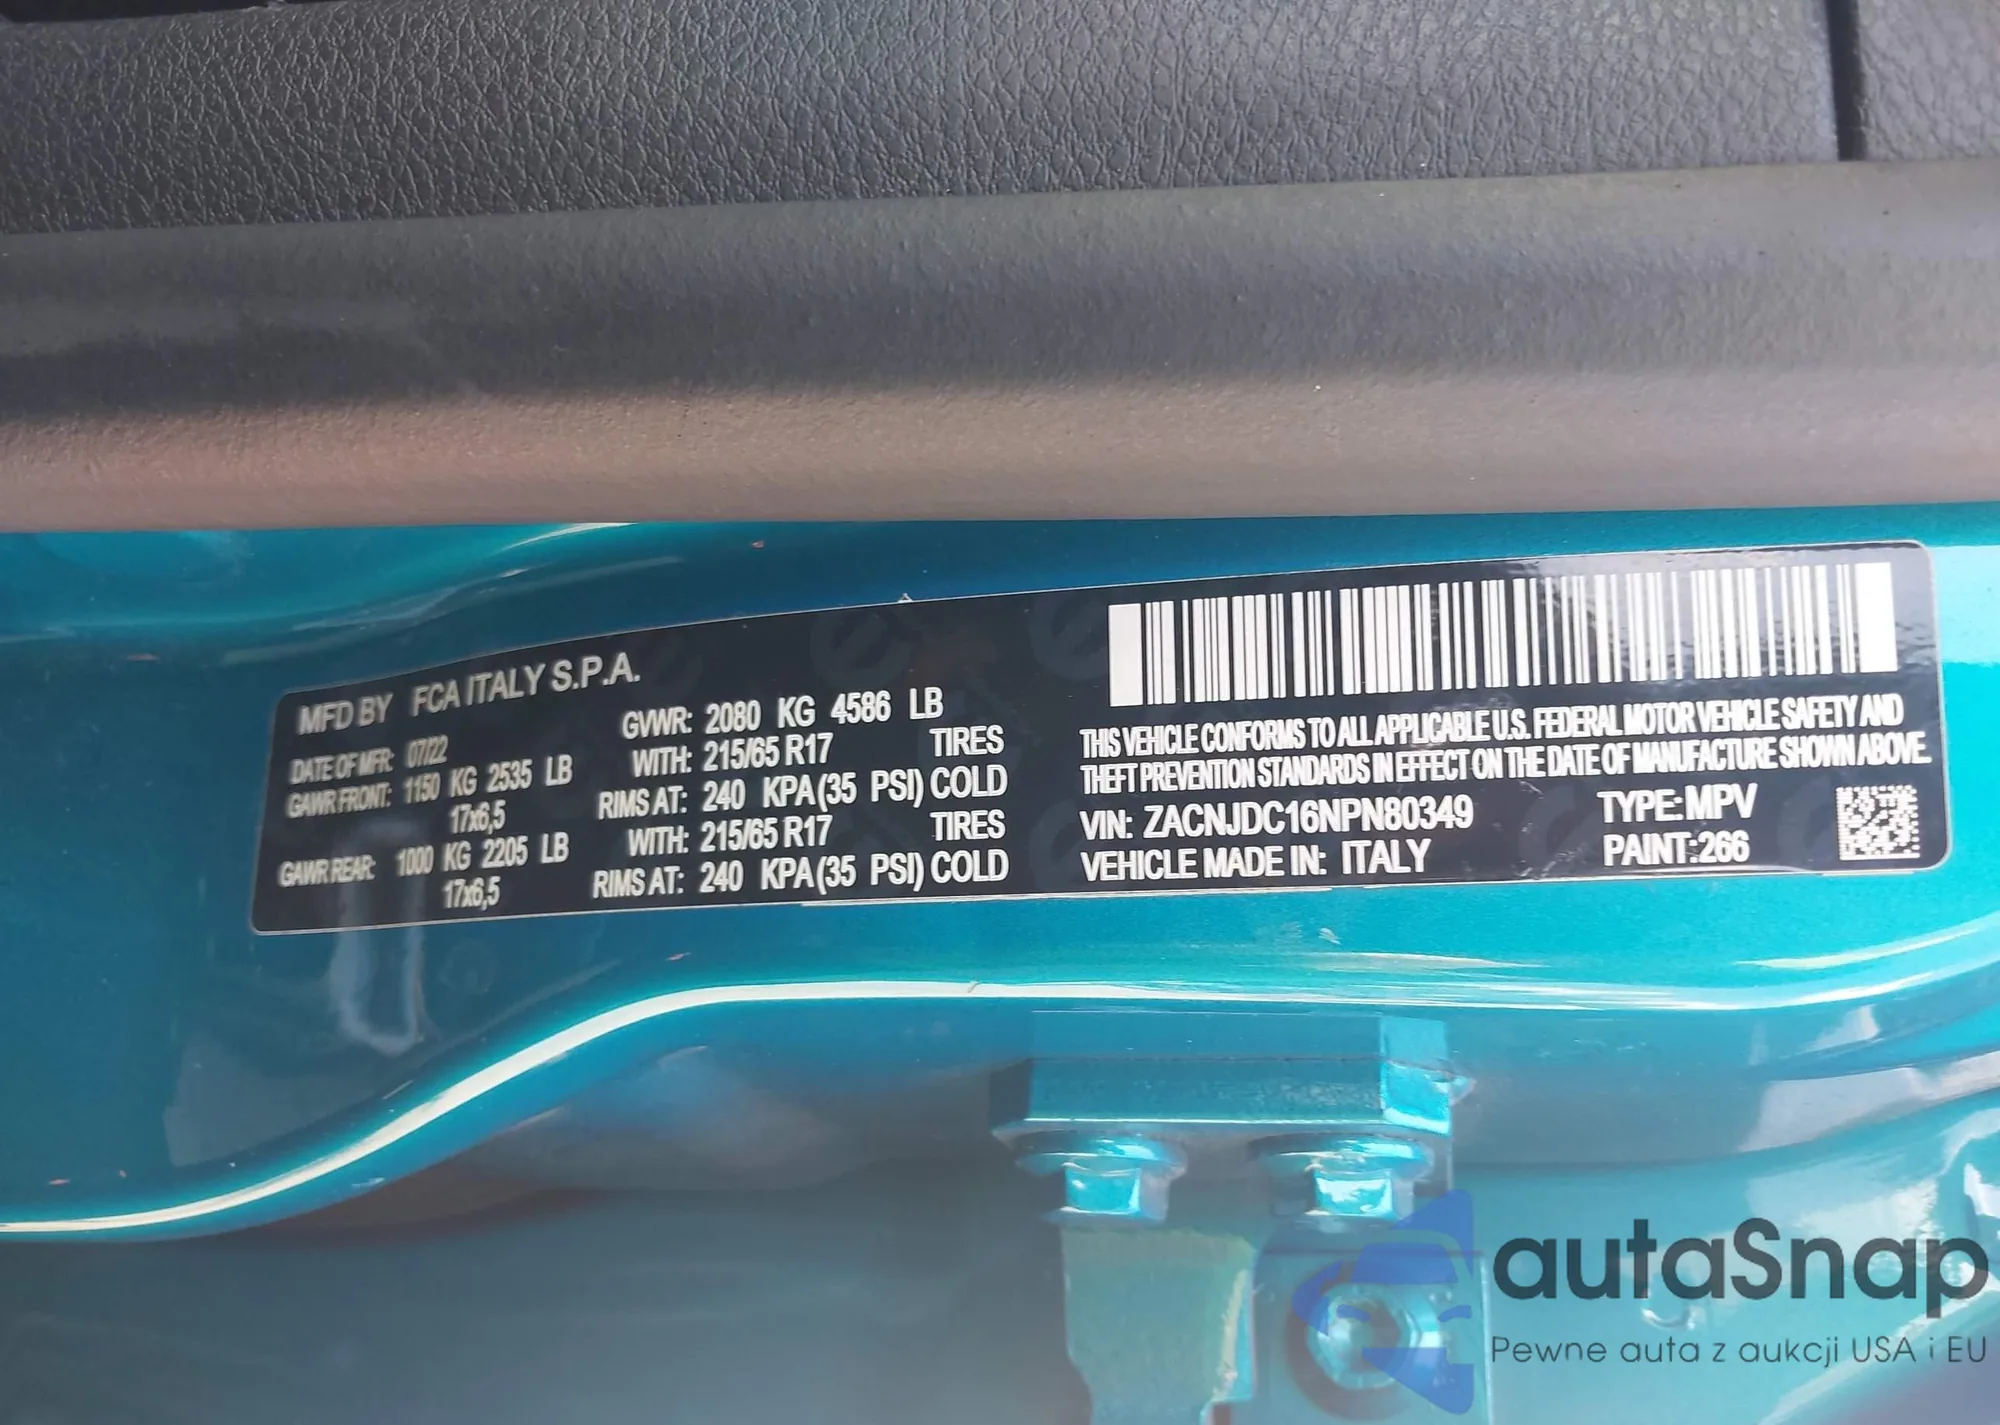 MFD BY FCA ITALY S.P.A.
DATE OF MFR: 07/22 GVWR: 2080 KG 4586 LB
GAWR FRONT: 1150 KG 2535 LB WITH: 215/65 R17 TIRES
17x6,5 RIMS AT: 240 KPA (35 PSI) COLD
GAWR REAR: 1000 KG 2205 LB WITH: 215/65 R17 TIRES
17x6,5 RIMS AT: 240 KPA (35 PSI) COLD
THIS VEHICLE CONFORMS TO ALL APPLICABLE U.S. FEDERAL MOTOR VEHICLE SAFETY AND
THEFT PREVENTION STANDARDS IN EFFECT ON THE DATE OF MANUFACTURE SHOWN ABOVE.
VIN: ZACNJDC16NPN80349 TYPE: MPV
VEHICLE MADE IN: ITALY PAINT: 266
autaSnap
Pewne auta z aukcji USA i EU